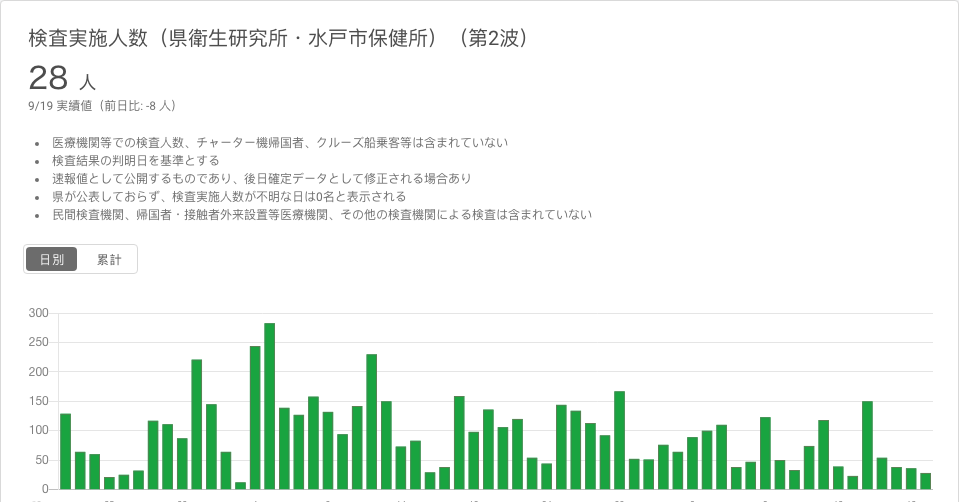 検査実施人数（県衛生研究所・水戸市保健所）（第2波）
28 人
9/19 実績値（前日比: -8 人）
医療機関等での検査人数、チャーター機帰国者、クルーズ船乗客等は含まれていない
検査結果の判明日を基準とする
速報値として公開するものであり、後日確定データとして修正される場合あり
県が公表しておらず、検査実施人数が不明な日は0名と表示される
民間検査機関、帰国者・接触者外来設置等医療機関、その他の検査機関による検査は含まれていない
日別 累計
300
250
200
150
100
50
0